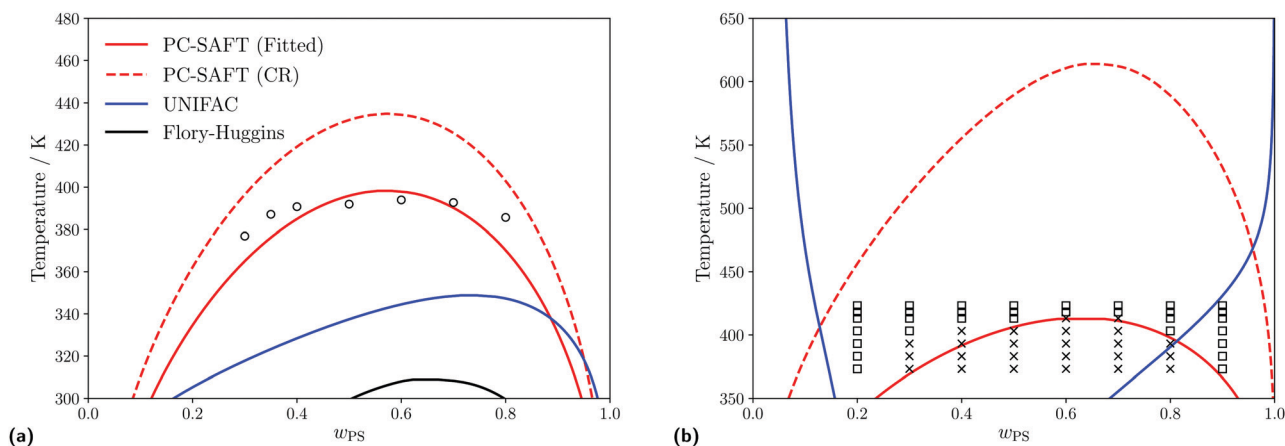 480
460
440
420
400
380
360
340
320
300
Temperature / K
PC-SAFT (Fitted)
PC-SAFT (CR)
UNIFAC
Flory-Huggins
0.0
0.2
0.4
0.6
0.8
1.0
wPS
(a)
650
600
550
500
450
400
350
Temperature / K
0.0
0.2
0.4
0.6
0.8
1.0
wPS
(b)